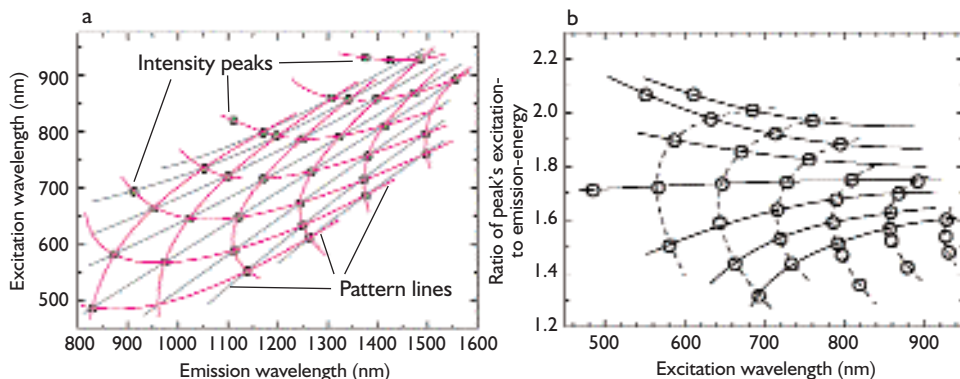 a
Excitation wavelength (nm)
900
800
700
600
500
Intensity peaks
Pattern lines
800 900 1000 1100 1200 1300 1400 1500 1600
Emission wavelength (nm)
b
Ratio of peak's excitation-
to emission-energy
2.2
2.0
1.8
1.6
1.4
1.2
500 600 700 800 900
Excitation wavelength (nm)